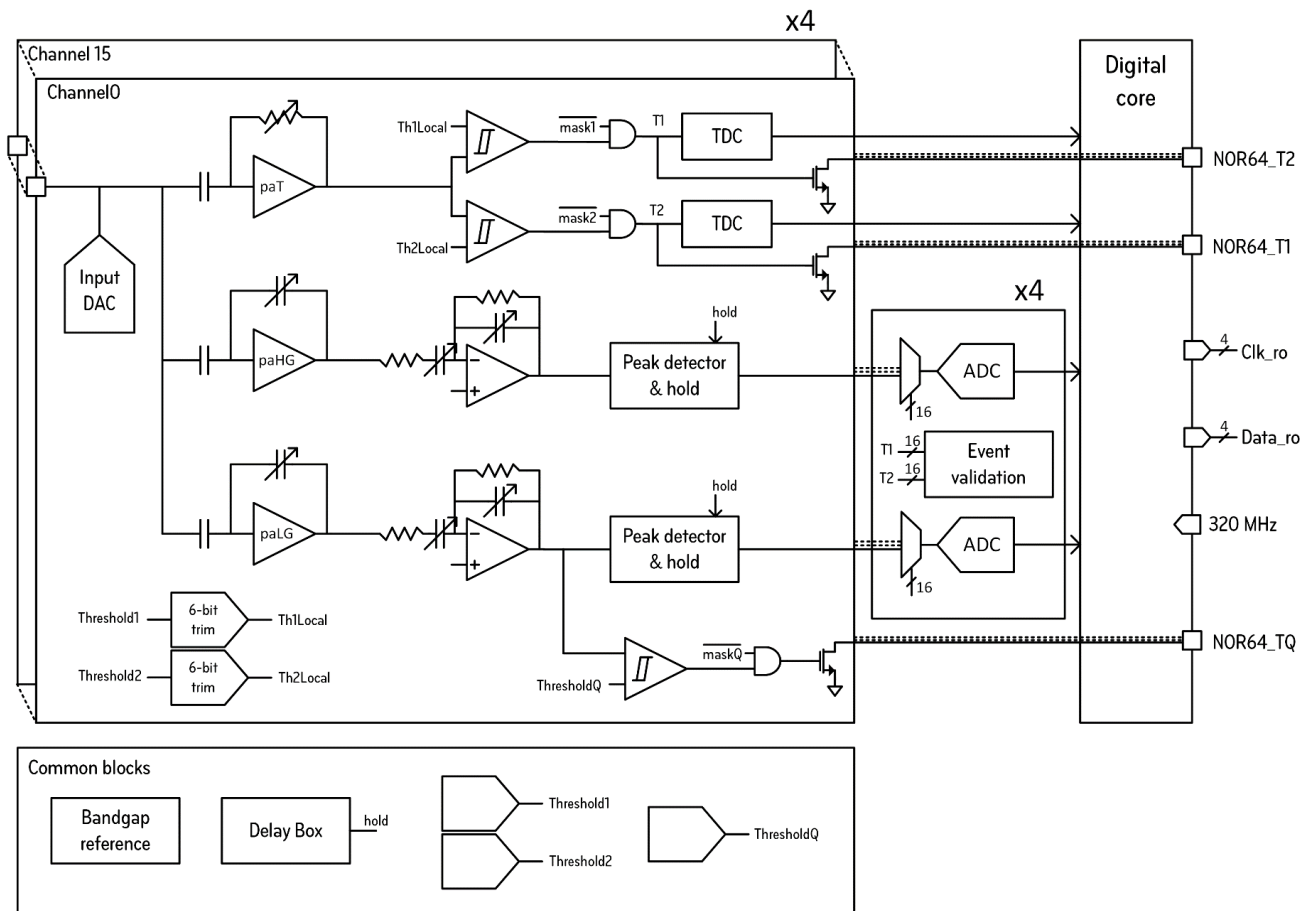 x4
Channel 15
Channel0
Digital
core
Th1Local
mask1
T1
TDC
paT
NOR64_T2
mask2
T2
TDC
Th2Local
NOR64_T1
Input
DAC
x4
hold
paHG
−
+
Peak detector
& hold
ADC
16
4
Clk_ro
T1
16
T2
16
Event
validation
4
Data_ro
hold
paLG
−
+
Peak detector
& hold
ADC
16
320 MHz
Threshold1
6-bit
trim
Th1Local
Threshold2
6-bit
trim
Th2Local
maskQ
ThresholdQ
NOR64_TQ
Common blocks
Bandgap
reference
Delay Box
hold
Threshold1
Threshold2
ThresholdQ